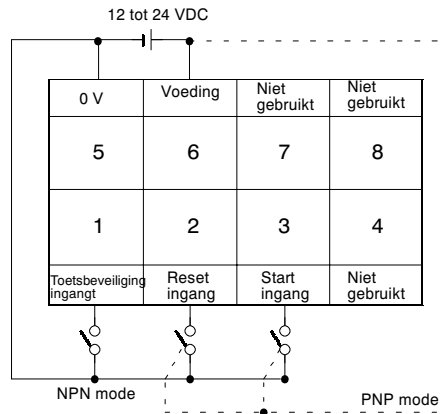 12 tot 24 VDC
0 V
Voeding
Niet
gebruikt
Niet
gebruikt
5
6
7
8
1
2
3
4
Toetsbeveiliging
ingangt
Reset
ingang
Start
ingang
Niet
gebruikt
NPN mode
PNP mode